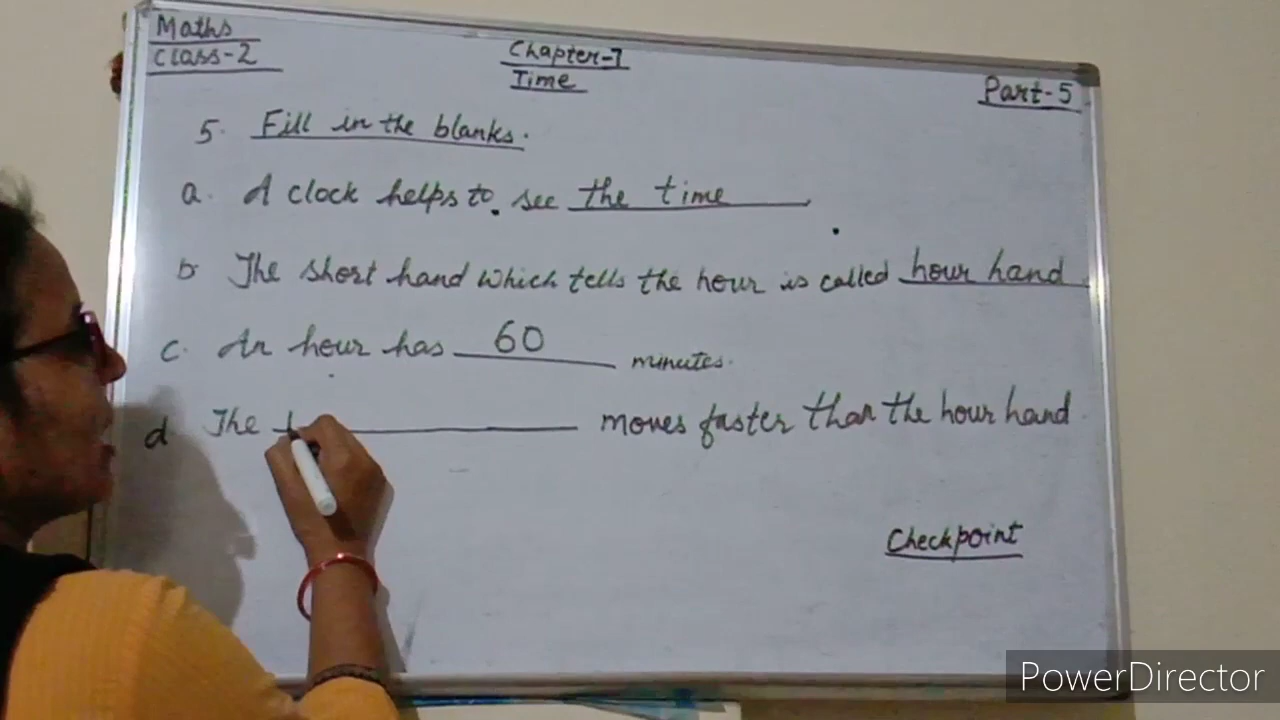 Maths
Class-2
Chapter-7
Time
Part-5
5. Fill in the blanks.
a. A clock helps to see the time.
b The short hand which tells the hour is called hour hand.
c. An hour has 60 minutes.
d The ____________ moves faster than the hour hand.
Checkpoint
PowerDirector